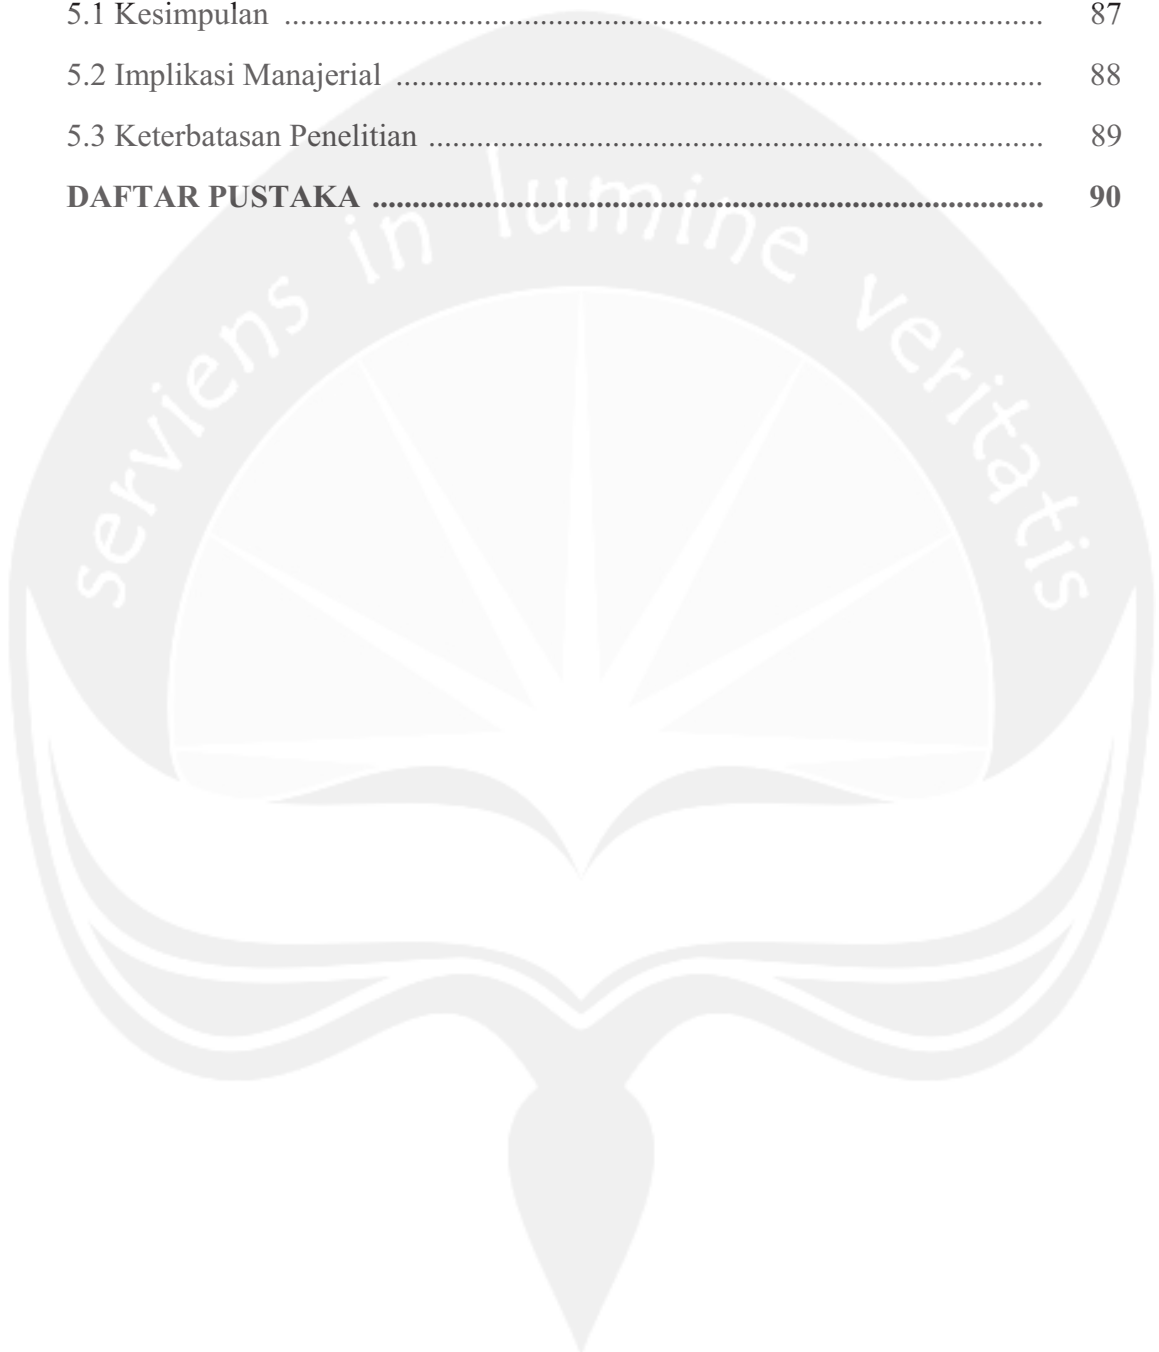 5.1 Kesimpulan ............................................................................................... 87
5.2 Implikasi Manajerial ................................................................................. 88
5.3 Keterbatasan Penelitian ............................................................................. 89
DAFTAR PUSTAKA .................................................................................... 90
serviens in lumine veritatis